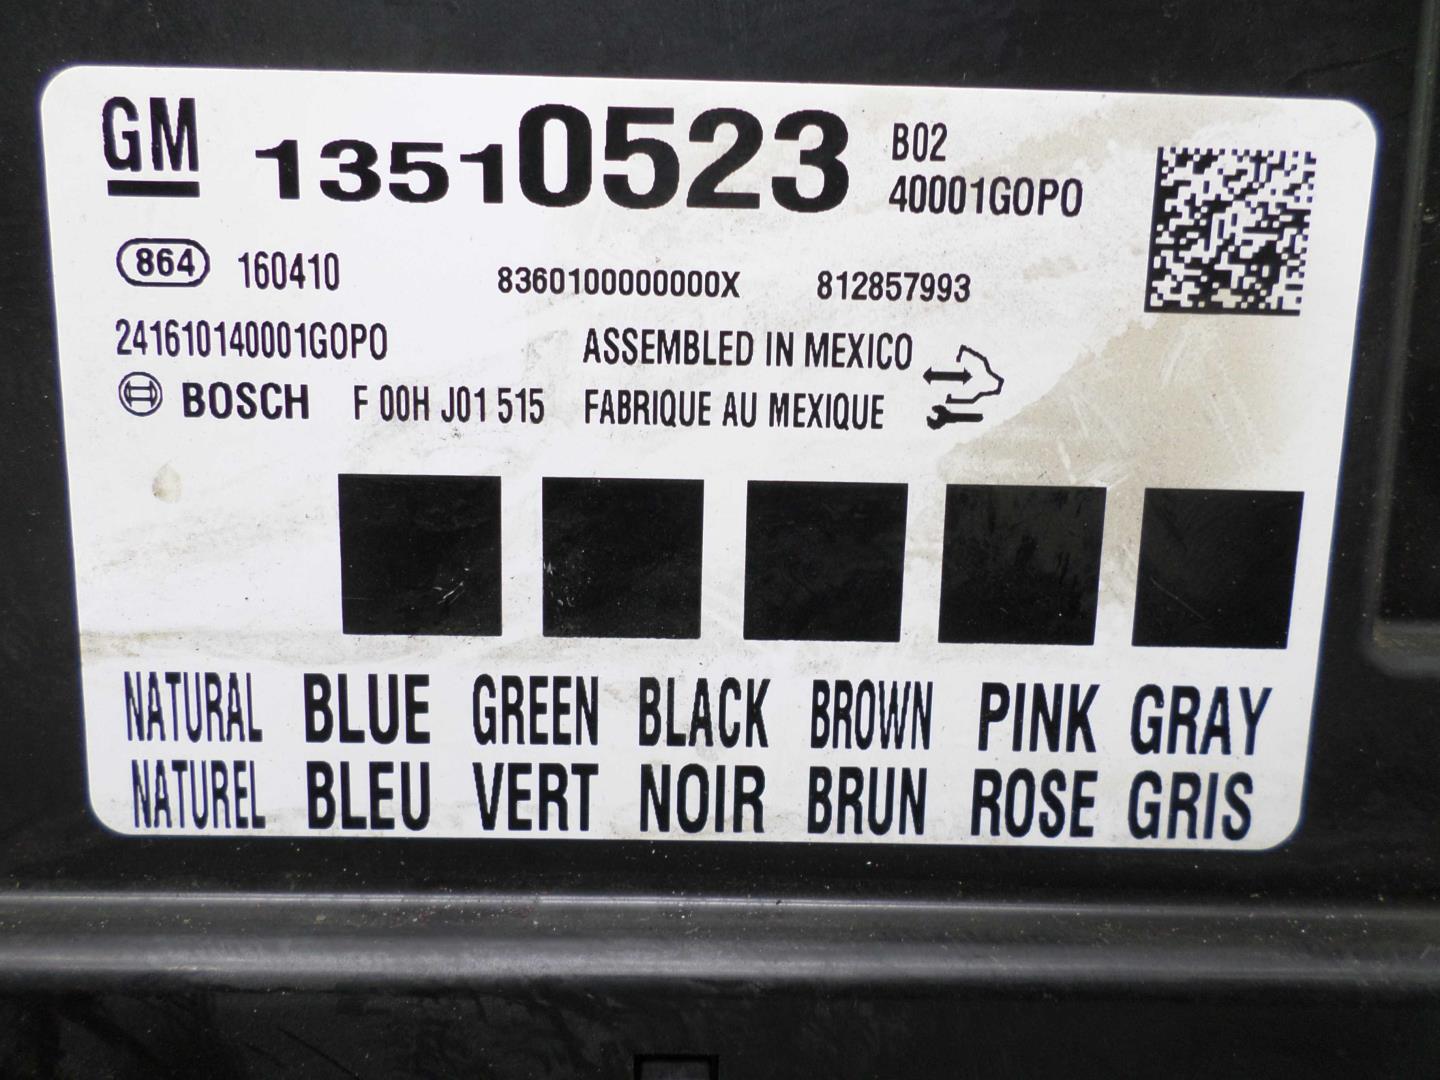 GM 13510523 B02
40001GOPO
864 160410 8360100000000X 812857993
241610140001GOPO ASSEMBLED IN MEXICO
BOSCH F 00H J01 515 FABRIQUE AU MEXIQUE
NATURAL BLUE GREEN BLACK BROWN PINK GRAY
NATUREL BLEU VERT NOIR BRUN ROSE GRIS